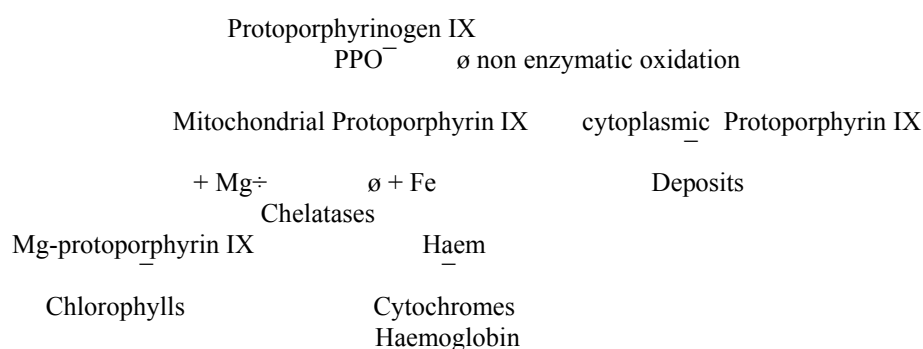 Protoporphyrinogen IX
PPO¯ ø non enzymatic oxidation
Mitochondrial Protoporphyrin IX cytoplasmic Protoporphyrin IX
¯
+ Mg÷ ø + Fe Deposits
Chelatases
Mg-protoporphyrin IX Haem
¯ ¯
Chlorophylls Cytochromes
Haemoglobin